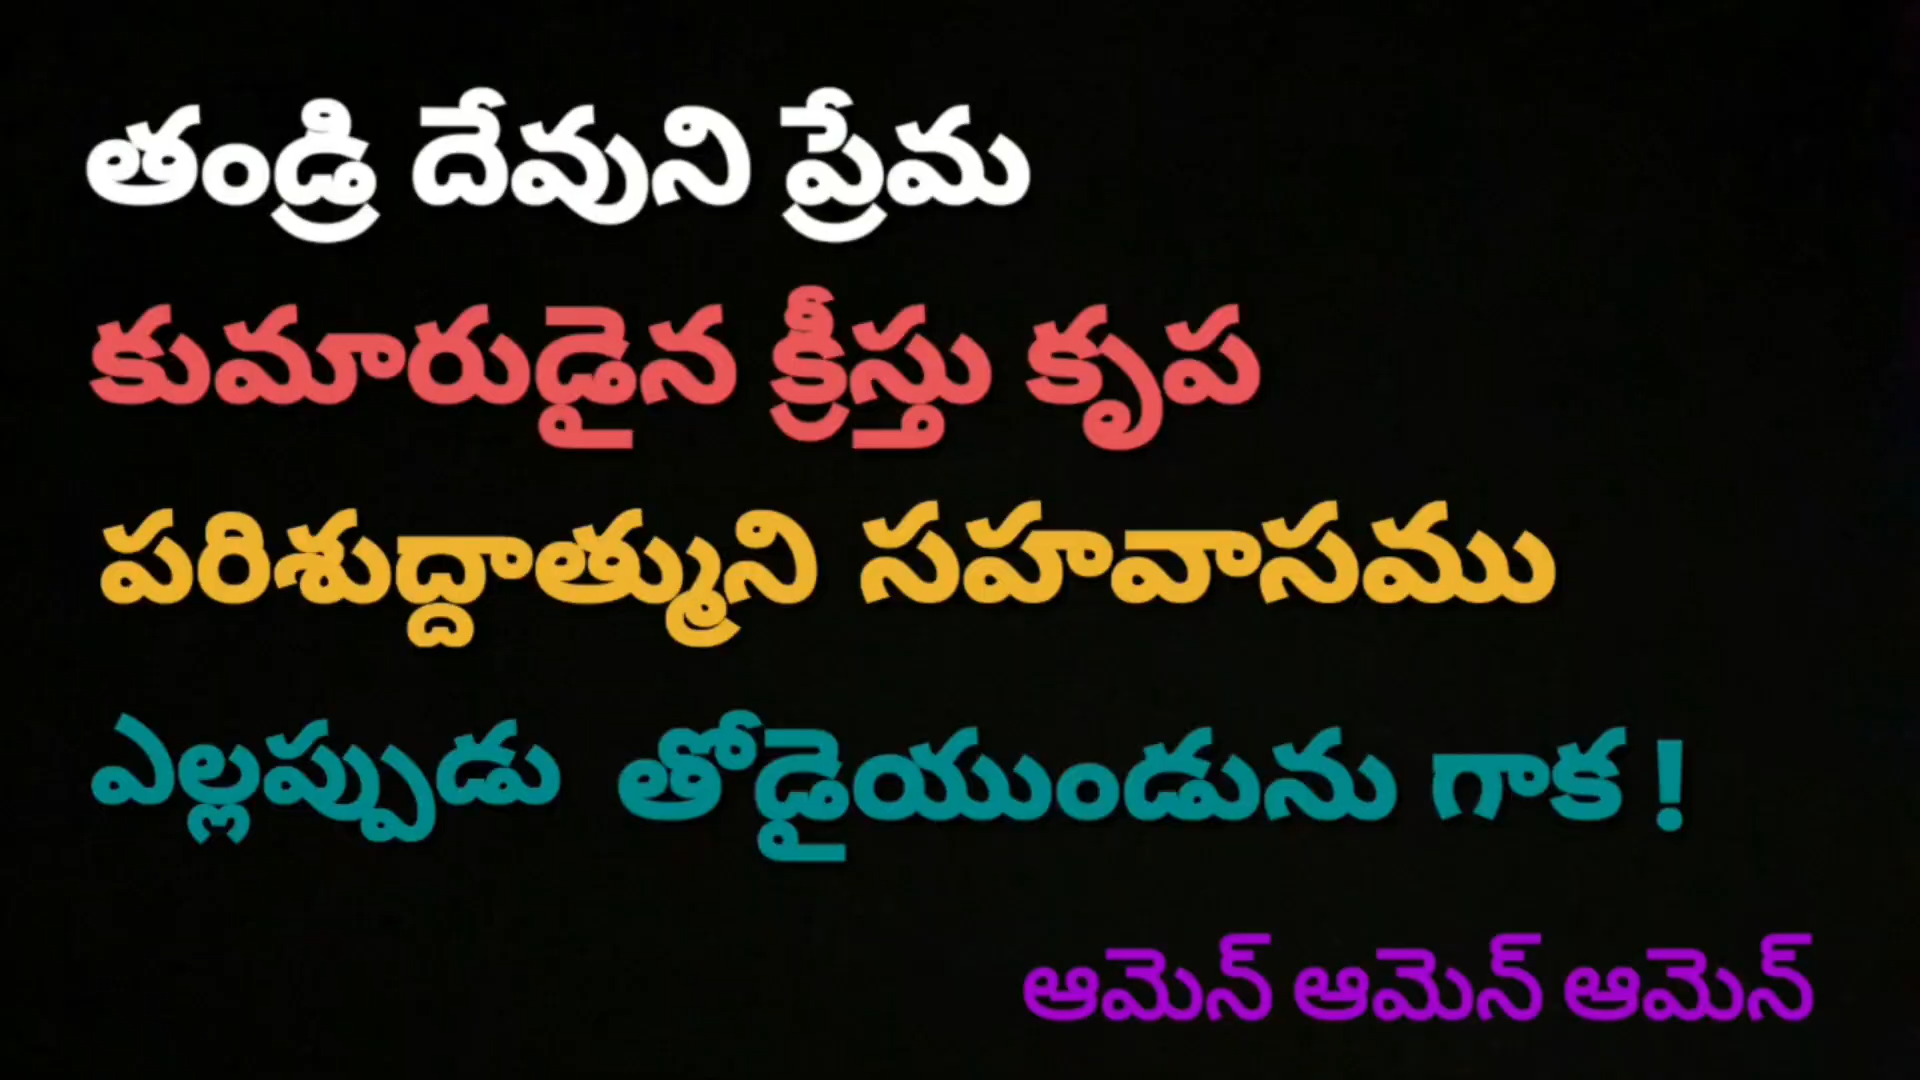 తండ్రి దేవుని ప్రేమ
కుమారుడైన క్రీస్తు కృప
పరిశుద్దాత్ముని సహవాసము
ఎల్లప్పుడు తోడైయుండును గాక !
ఆమెన్ ఆమెన్ ఆమెన్